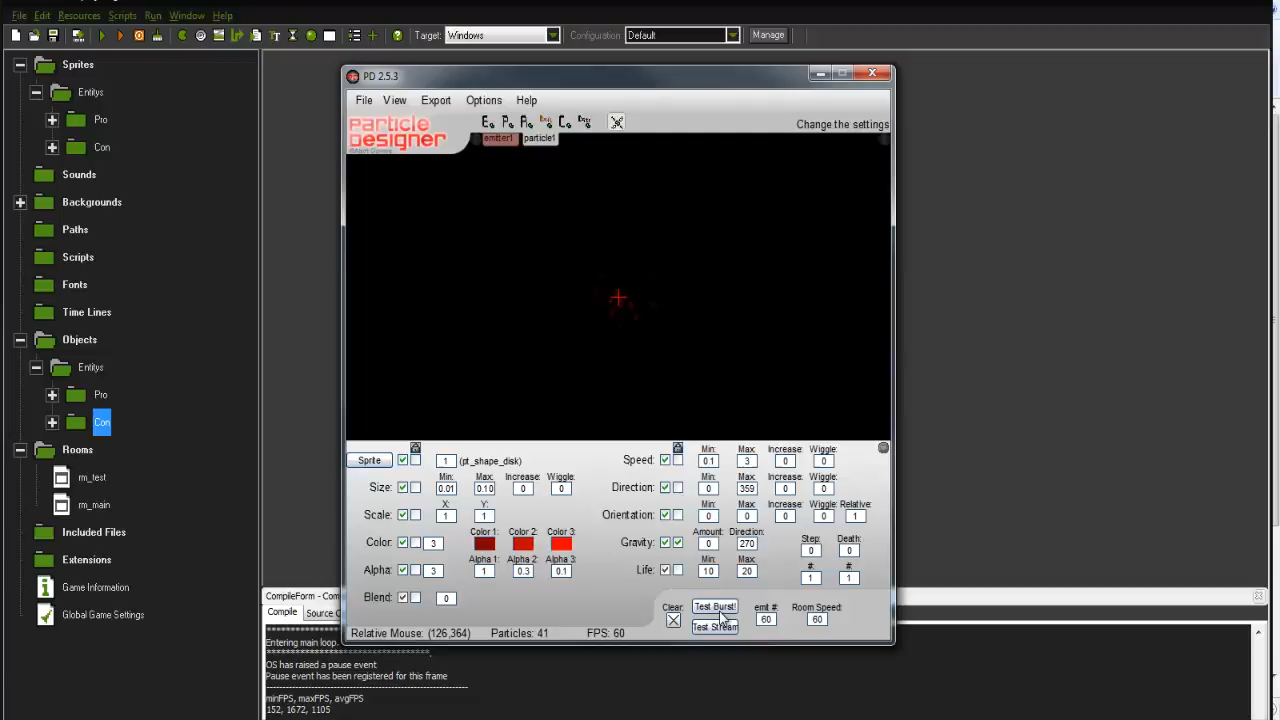 File Edit Resources Scripts Run Window Help
Target: Windows Configuration: Default Manage
Sprites
Entitys
Pro
Con
Sounds
Backgrounds
Paths
Scripts
Fonts
Time Lines
Objects
Entitys
Pro
Con
Rooms
rm_test
rm_main
Included Files
Extensions
Game Information
Global Game Settings
PD 2.5.3
File View Export Options Help
Particle Designer
Change the settings
emitter1 particle1
Sprite 1 (pt_shape_disk)
Min: Max: Increase: Wiggle:
Size: 0.01 0.10 0 0
X: Y:
Scale: 1 1
Color 1: Color 2: Color 3:
Color: 3
Alpha 1: Alpha 2: Alpha 3:
Alpha: 3 1 0.3 0.1
Blend: 0
Min: Max: Increase: Wiggle:
Speed: 0.1 3 0 0
Direction: 0 359 0 0
Relative:
Orientation: 0 0 0 0 1
Amount: Direction:
Gravity: 0 270
Min: Max:
Life: 10 20
Step: Death:
0 0
#: #:
1 1
Clear: Test Burst! emt #: Room Speed:
Test Stream 60 60
Relative Mouse: (126,364) Particles: 41 FPS: 60
CompileForm - Comp
Compile Source C
Entering main loop.
OS has raised a pause event
Pause event has been registered for this frame
minFPS, maxFPS, avgFPS
152, 1672, 1105